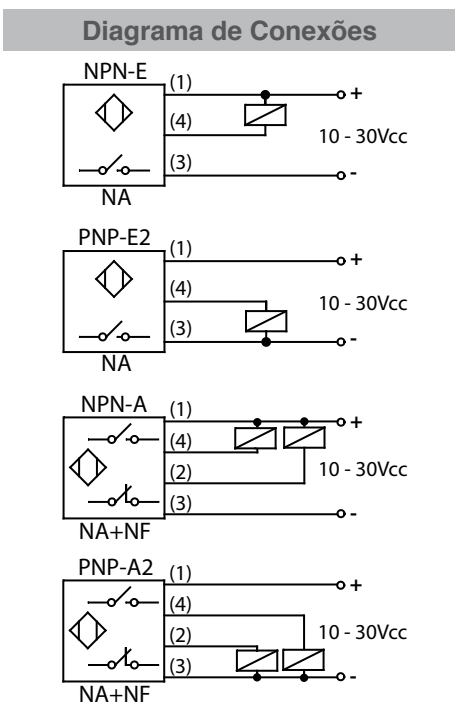 Diagrama de Conexões
NPN-E
(1)
+
(4)
10 - 30Vcc
(3)
-
NA
PNP-E2
(1)
+
(4)
10 - 30Vcc
(3)
-
NA
NPN-A
(1)
+
(4)
(2)
10 - 30Vcc
(3)
-
NA+NF
PNP-A2
(1)
+
(4)
10 - 30Vcc
(2)
(3)
-
NA+NF